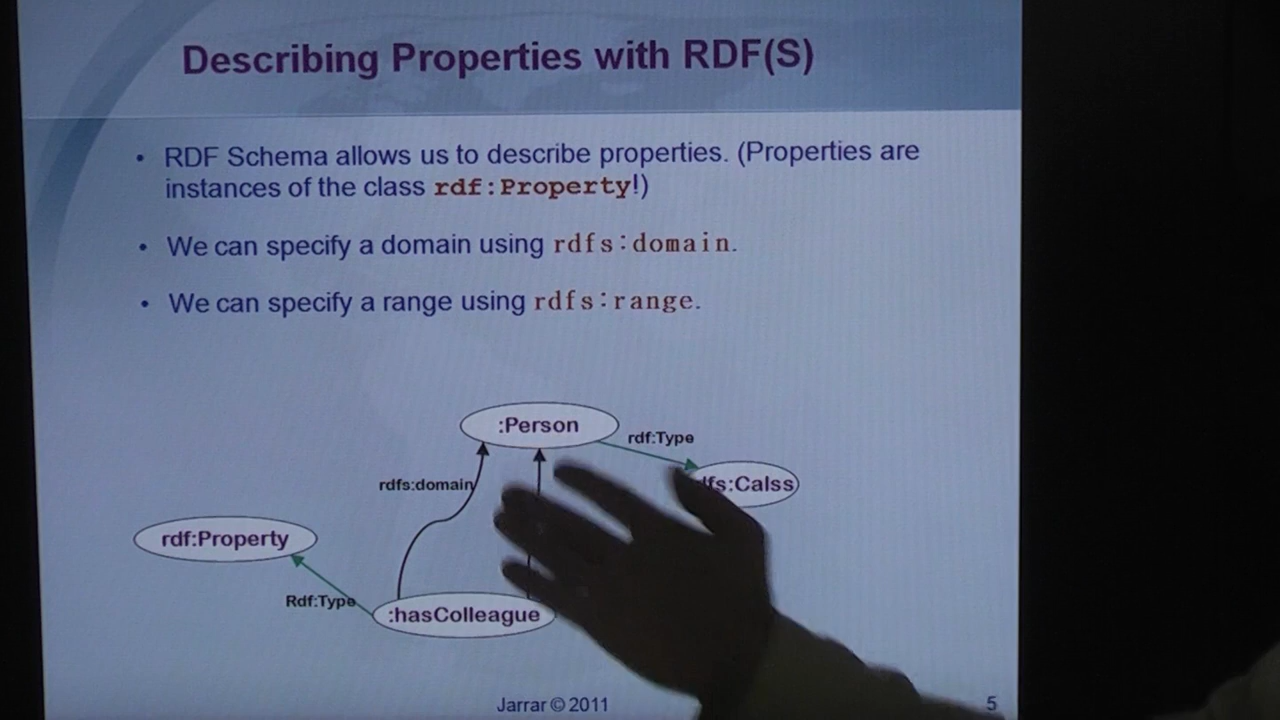 Describing Properties with RDF(S)
• RDF Schema allows us to describe properties. (Properties are
instances of the class rdf:Property!)
• We can specify a domain using rdfs:domain.
• We can specify a range using rdfs:range.
:Person
rdf:Type
fs:Calss
rdfs:domain
rdf:Property
Rdf:Type
:hasColleague
Jarrar © 2011
5